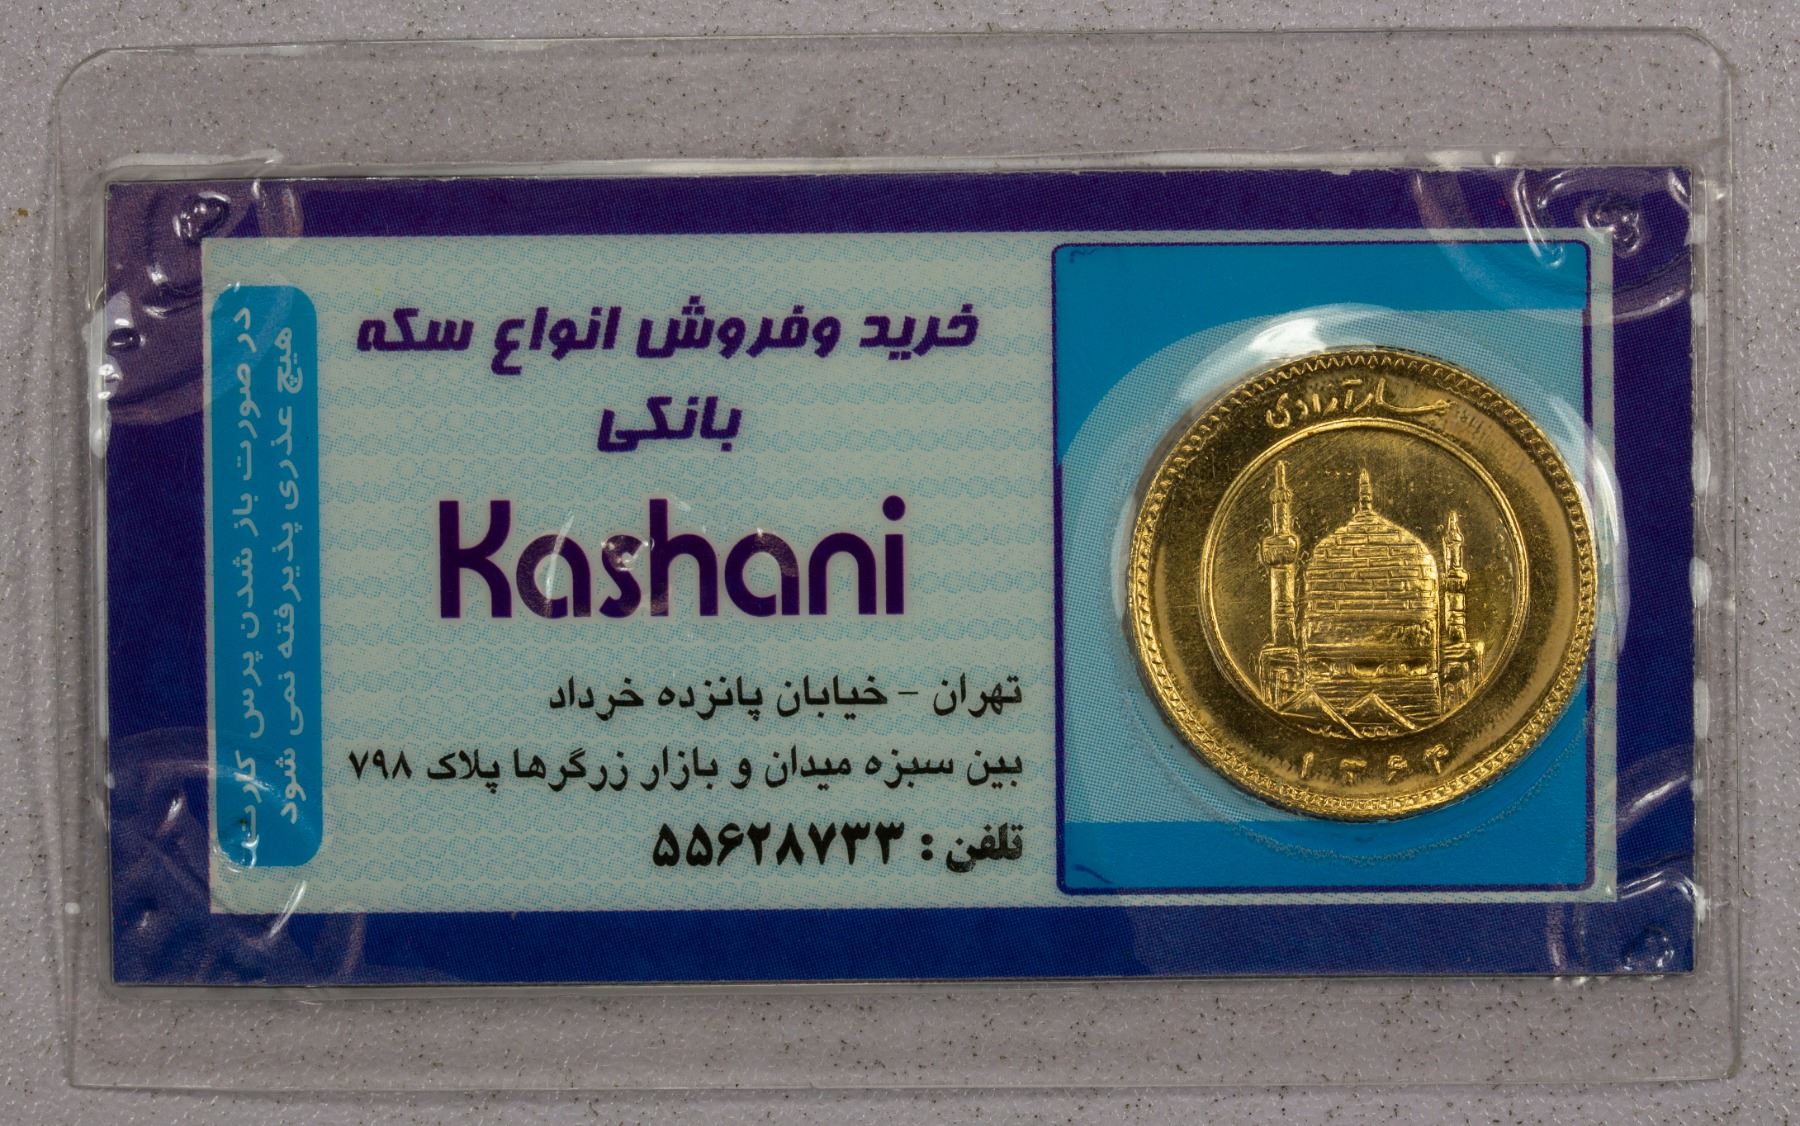 خرید وفروش انواع سکه
بانکی
Kashani
تهران - خیابان پانزده خرداد
بین سبزه میدان و بازار زرگرها پلاک ۷۹۸
تلفن : ۵۵۶۲۸۷۳۳
در صورت باز شدن پرس کارت
هیچ عذری پذیرفته نمی شود
بهار آزادی
۱۳۶۴